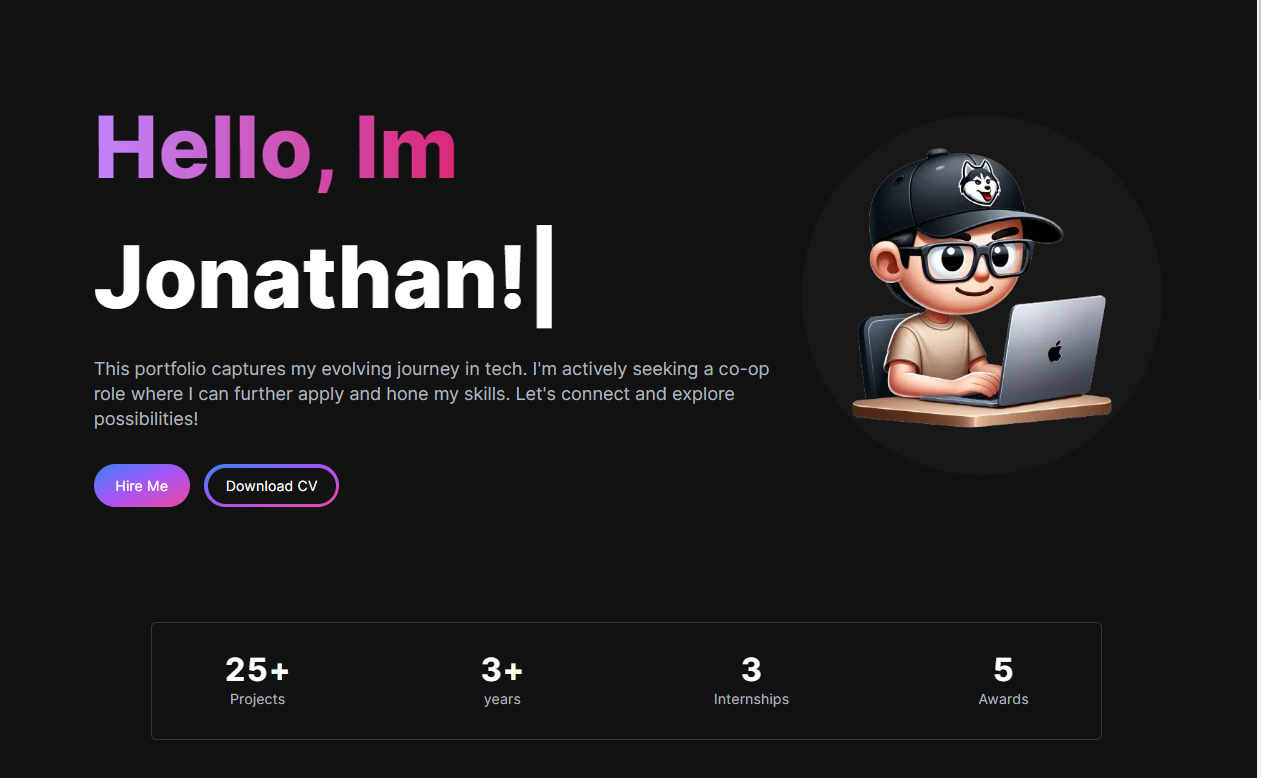 Hello, Im
Jonathan!
This portfolio captures my evolving journey in tech. I'm actively seeking a co-op
role where I can further apply and hone my skills. Let's connect and explore
possibilities!
Hire Me
Download CV
25+
Projects
3+
years
3
Internships
5
Awards